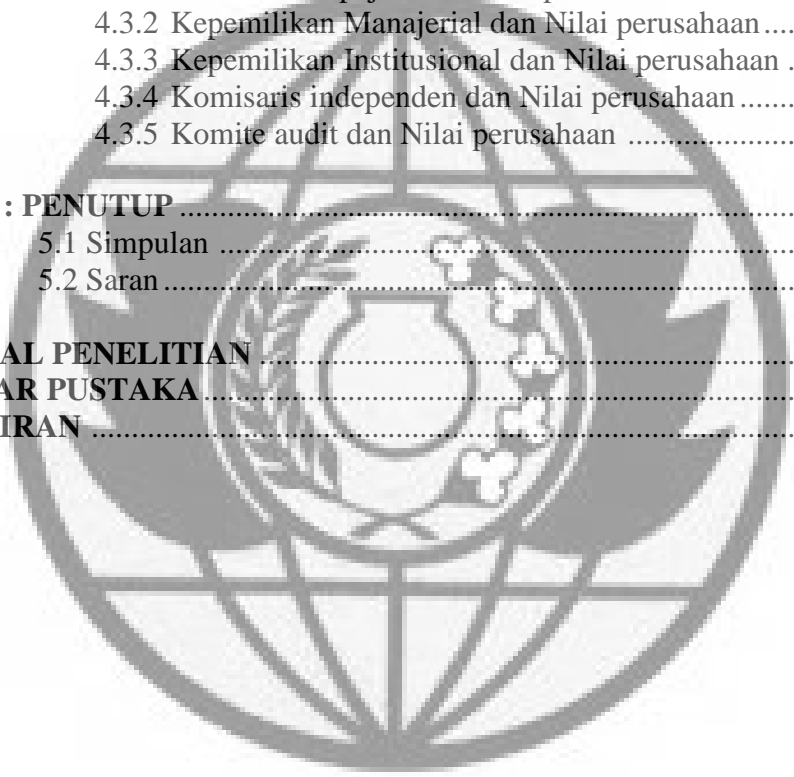 4.3.2 Kepemilikan Manajerial dan Nilai perusahaan ....
4.3.3 Kepemilikan Institusional dan Nilai perusahaan .
4.3.4 Komisaris independen dan Nilai perusahaan .......
4.3.5 Komite audit dan Nilai perusahaan ..................
: PENUTUP ..........................................................................
5.1 Simpulan .....................................................................
5.2 Saran ...........................................................................
AL PENELITIAN ................................................................
AR PUSTAKA ......................................................................
IRAN ....................................................................................